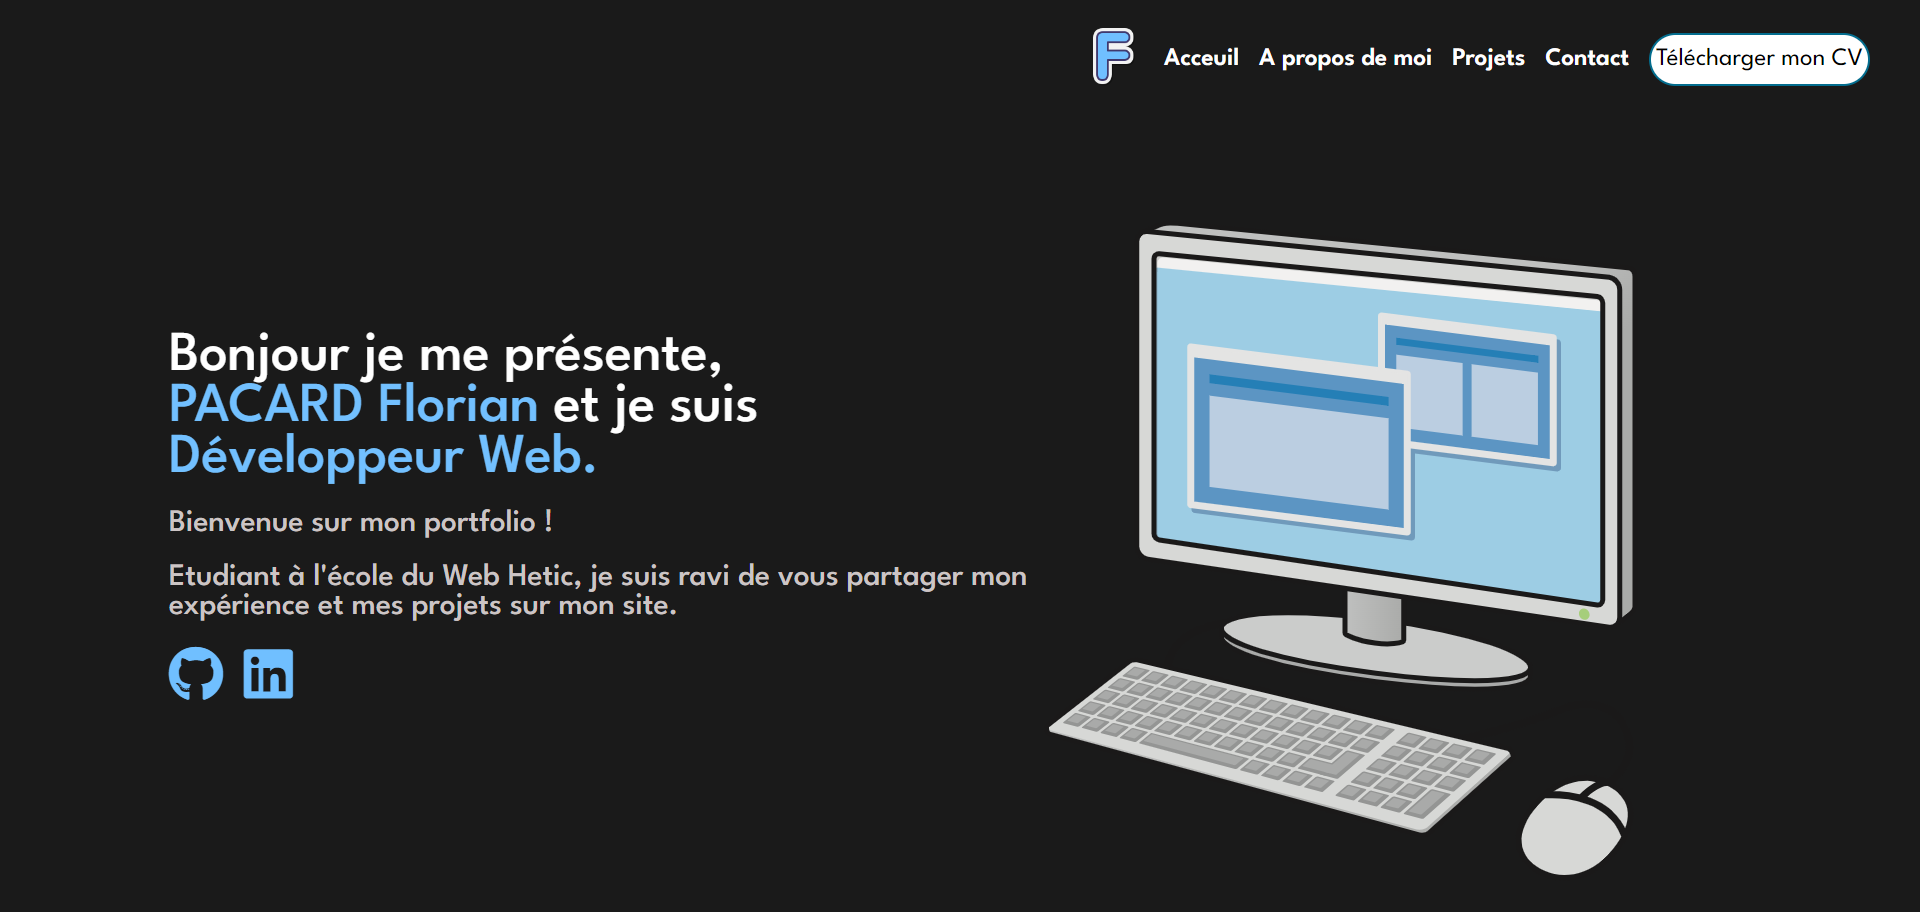 F Acceuil A propos de moi Projets Contact Télécharger mon CV
Bonjour je me présente,
PACARD Florian et je suis
Développeur Web.
Bienvenue sur mon portfolio !
Etudiant à l'école du Web Hetic, je suis ravi de vous partager mon
expérience et mes projets sur mon site.
in